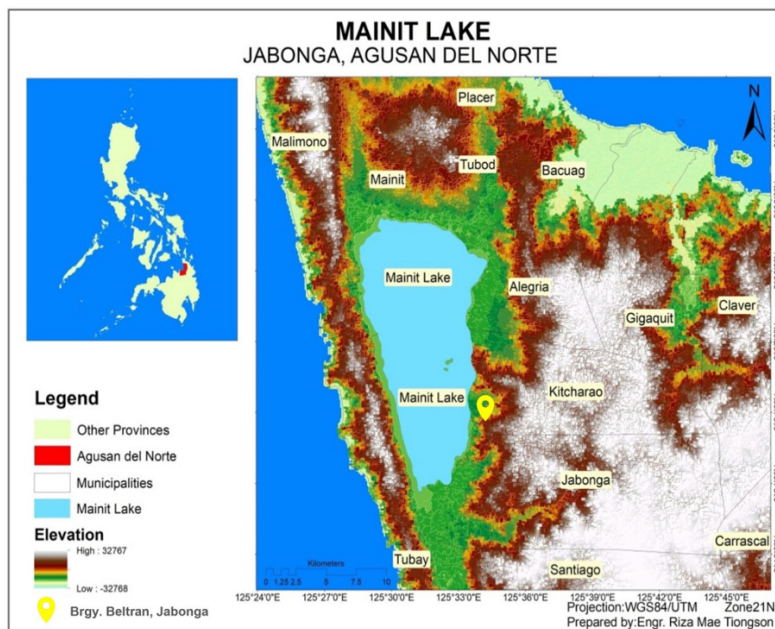 MAINIT LAKE
JABONGA, AGUSAN DEL NORTE
N
Placer
Malimono
Tubod
Bacuag
Mainit
Mainit Lake
Alegria
Claver
Gigaquit
Mainit Lake
Kitcharao
Jabonga
Carrascal
Tubay
Santiago
Kilometers
0 1.25 2.5 5 7.5 10
125°24'0"E 125°27'0"E 125°30'0"E 125°33'0"E 125°36'0"E 125°39'0"E 125°42'0"E 125°45'0"E
Legend
Other Provinces
Agusan del Norte
Municipalities
Mainit Lake
Elevation
High : 32767
Low : -32768
Brgy. Beltran, Jabonga
Projection:WGS84/UTM Zone21N
Prepared by:Engr. Riza Mae Tiongson